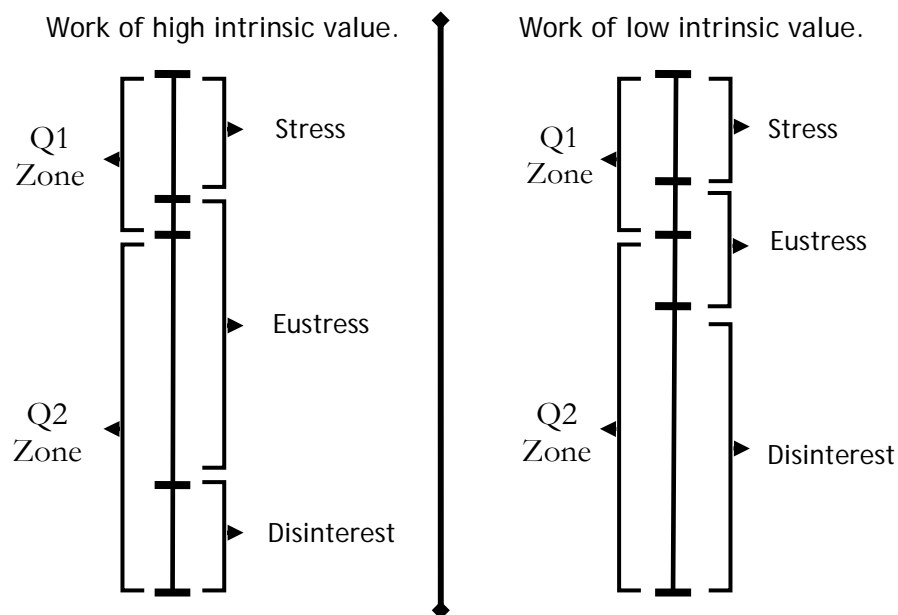 Work of high intrinsic value.
Q1
Zone
Stress
Eustress
Q2
Zone
Disinterest
Work of low intrinsic value.
Q1
Zone
Stress
Eustress
Q2
Zone
Disinterest